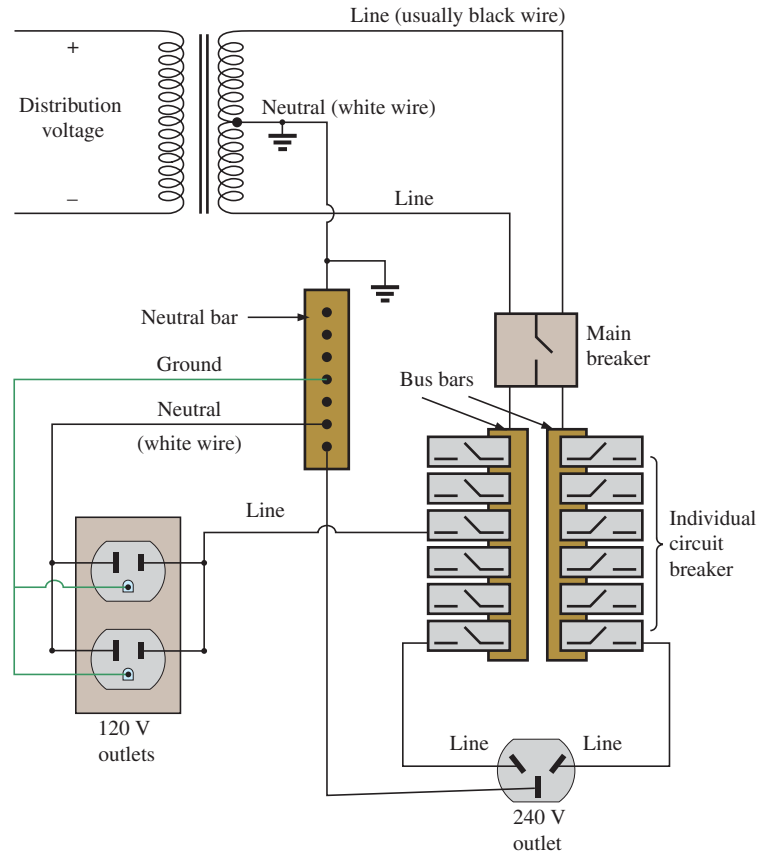 Line (usually black wire)
+
Distribution
voltage
Neutral (white wire)
–
Line
Neutral bar
Main
breaker
Ground
Bus bars
Neutral
(white wire)
Line
Individual
circuit
breaker
120 V
outlets
Line
Line
240 V
outlet